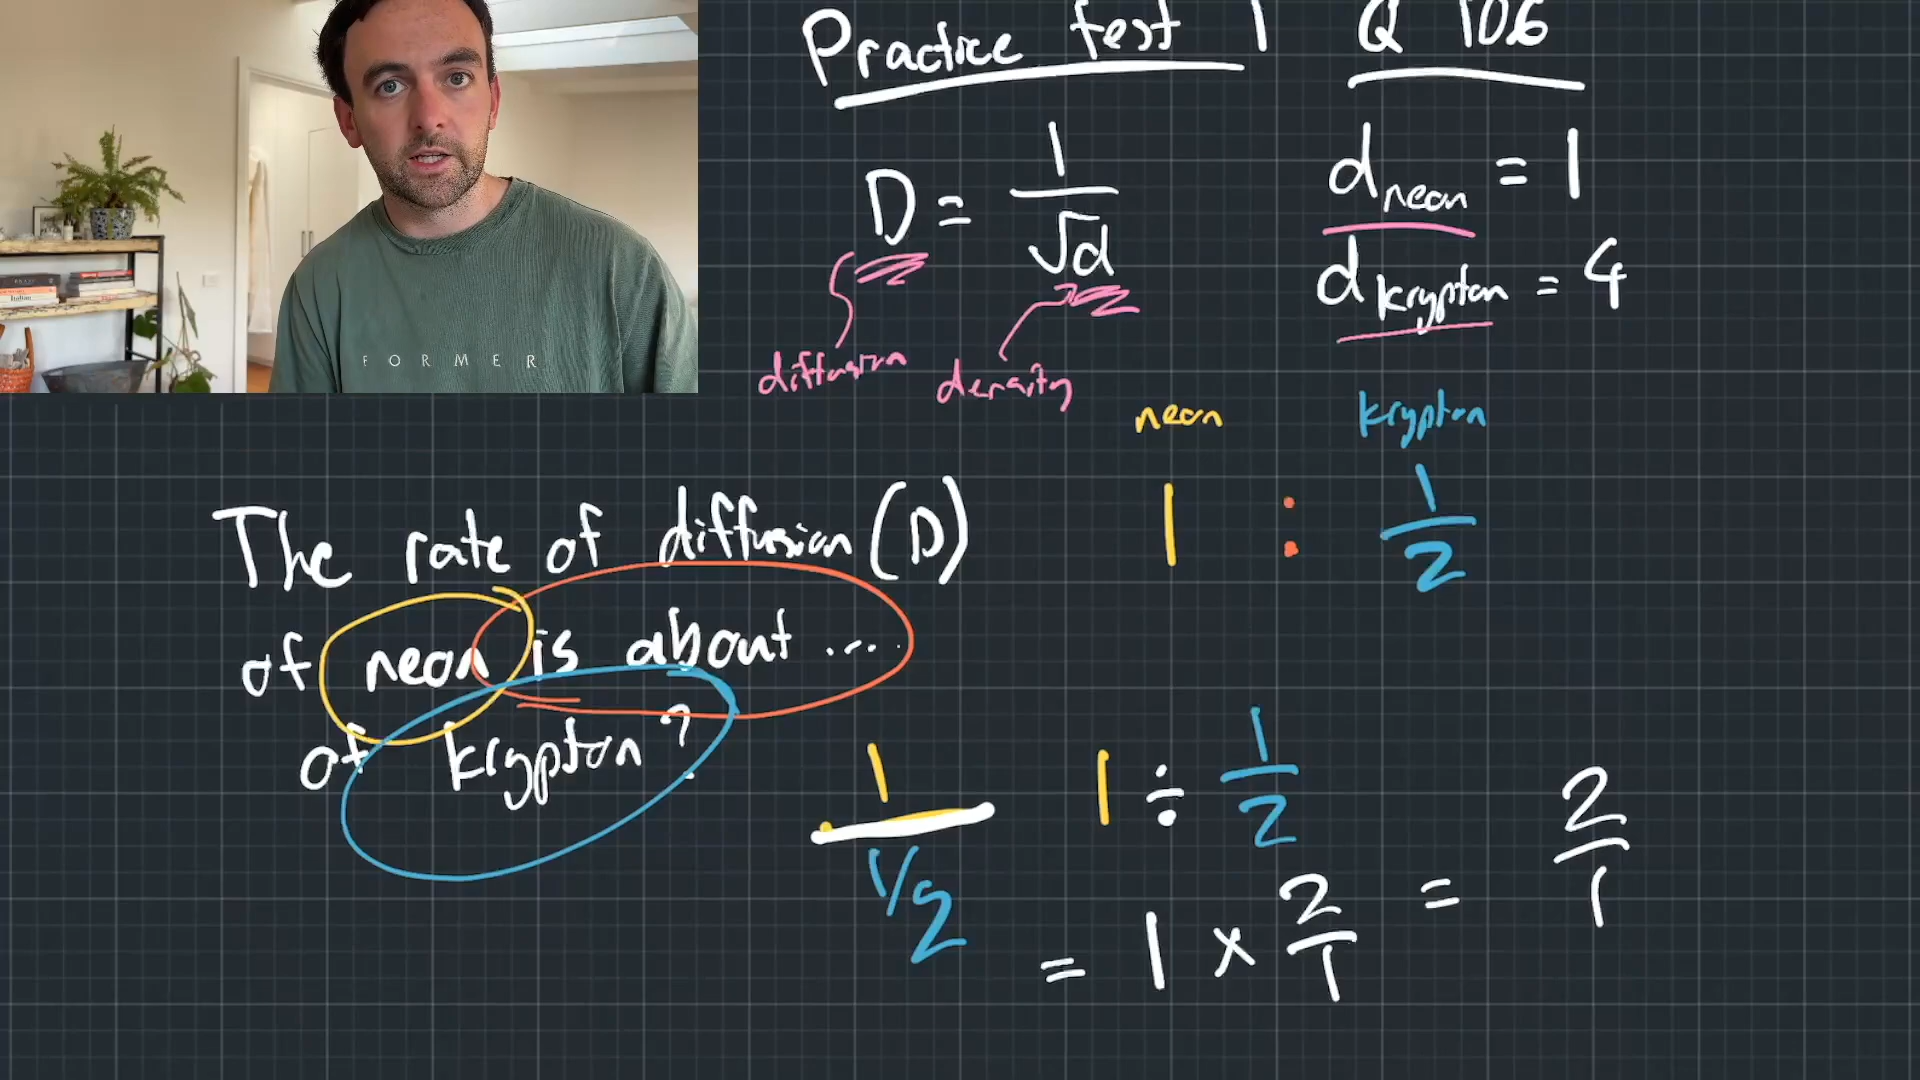 Practice Test 1 Q 106
D = 1/√d
diffusion density
d neon = 1
d krypton = 4
FORMER
neon krypton
1 : 1/2
The rate of diffusion (D)
of neon is about ...
of krypton?
1
1/2
1 ÷ 1/2
= 1 × 2/1 = 2/1